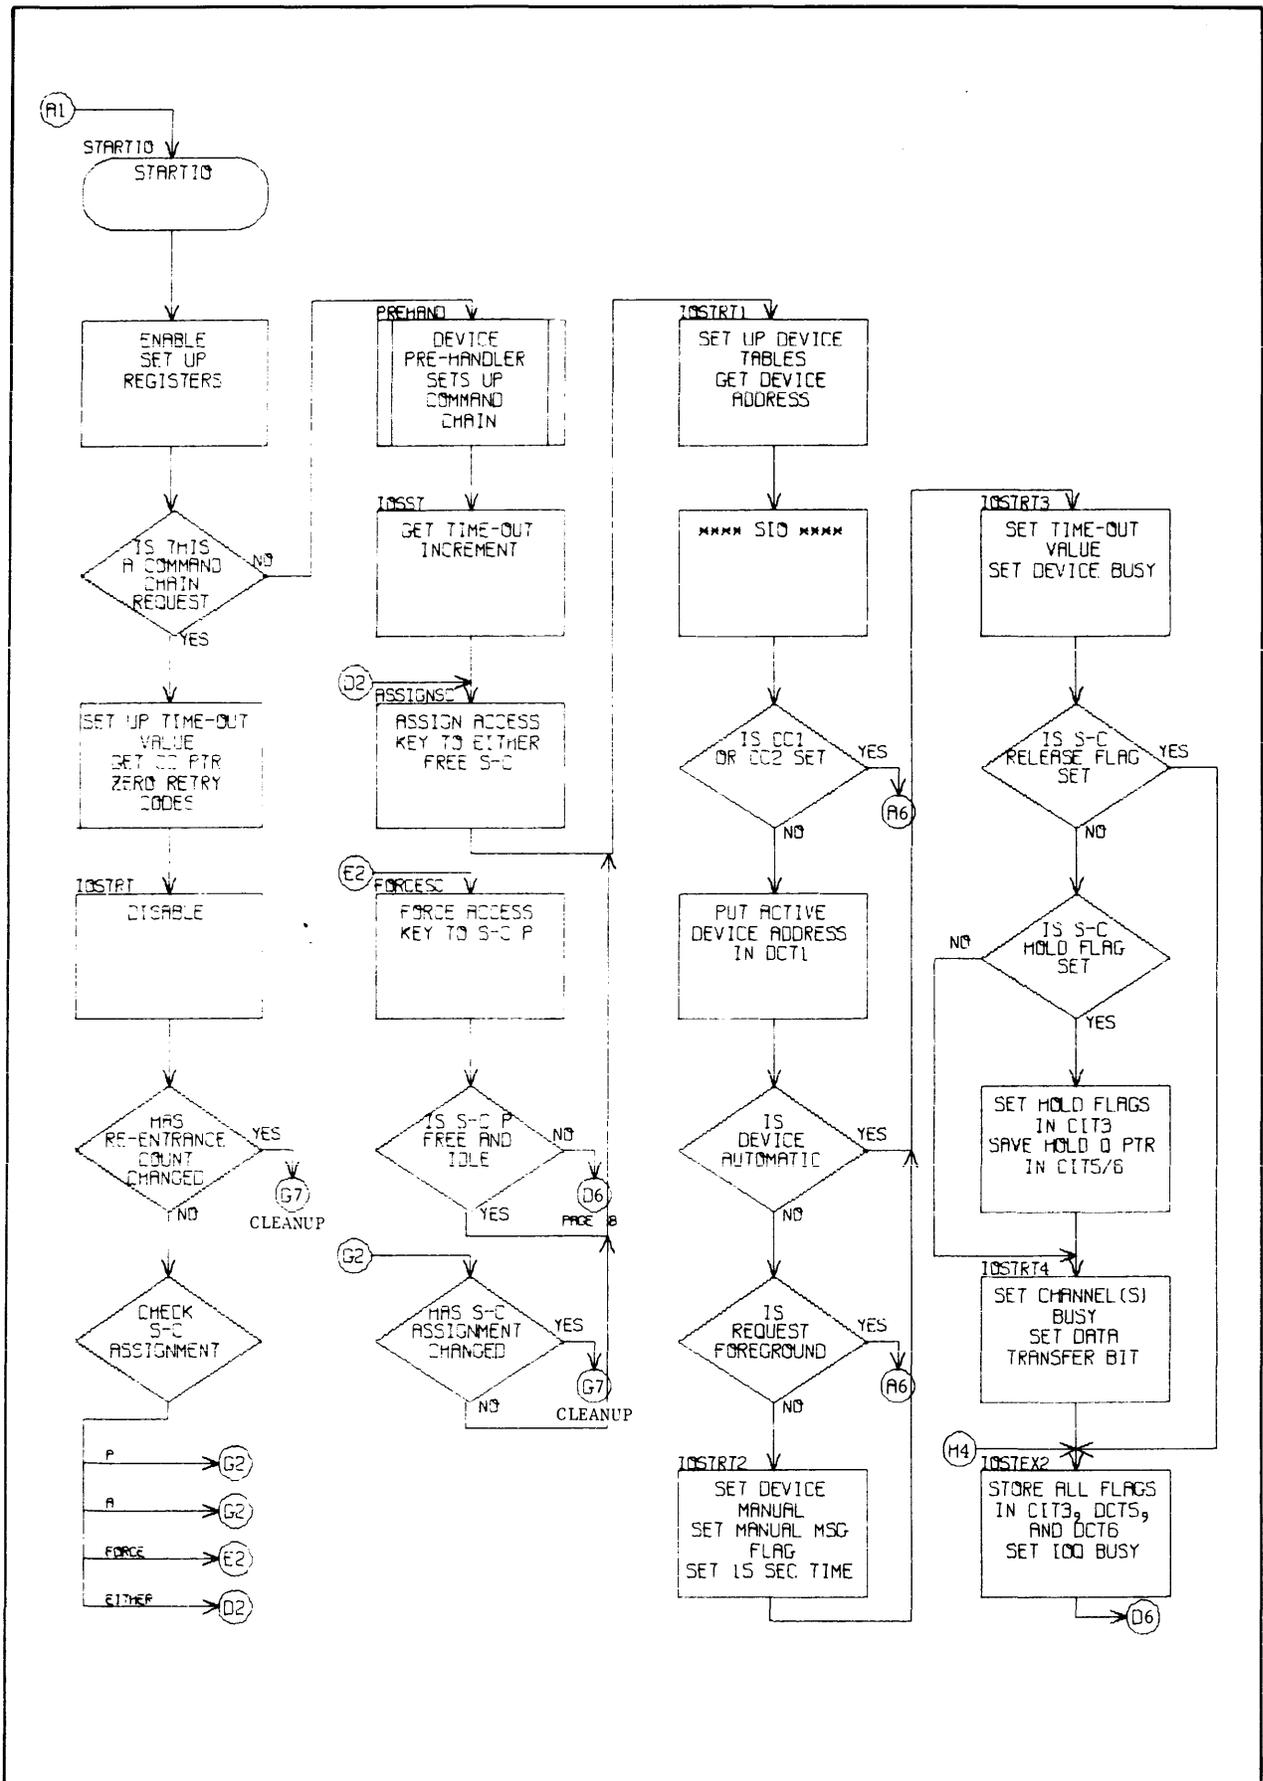 A1
STARTIO
STARTIO
ENABLE
SET UP
REGISTERS
IS THIS
A COMMAND
CHAIN
REQUEST
NO
YES
SET UP TIME-OUT
VALUE
GET CC PTR
ZERO RETRY
CODES
IOSTRT
DISABLE
HAS
RE-ENTRANCE
COUNT
CHANGED
YES
G7
CLEANUP
NO
CHECK
S-C
ASSIGNMENT
P
G2
A
G2
FORCE
E2
EITHER
D2
PREHAND
DEVICE
PRE-HANDLER
SETS UP
COMMAND
CHAIN
IOSST
GET TIME-OUT
INCREMENT
D2
ASSIGNSC
ASSIGN ACCESS
KEY TO EITHER
FREE S-C
E2
FORCESC
FORCE ACCESS
KEY TO S-C P
IS S-C P
FREE AND
IDLE
NO
D6
PAGE 8
YES
G2
HAS S-C
ASSIGNMENT
CHANGED
YES
G7
CLEANUP
NO
IOSTRT1
SET UP DEVICE
TABLES
GET DEVICE
ADDRESS
**** SIO ****
IS CC1
OR CC2 SET
YES
A6
NO
PUT ACTIVE
DEVICE ADDRESS
IN DCT1
IS
DEVICE
AUTOMATIC
YES
NO
IS
REQUEST
FOREGROUND
YES
A6
NO
IOSTRT2
SET DEVICE
MANUAL
SET MANUAL MSG
FLAG
SET 15 SEC TIME
IOSTRT3
SET TIME-OUT
VALUE
SET DEVICE BUSY
IS S-C
RELEASE FLAG
SET
YES
NO
IS S-C
HOLD FLAG
SET
NO
YES
SET HOLD FLAGS
IN CIT3
SAVE HOLD Q PTR
IN CIT5/6
IOSTRT4
SET CHANNEL(S)
BUSY
SET DATA
TRANSFER BIT
H4
IOSTEX2
STORE ALL FLAGS
IN CIT3, DCT5,
AND DCT6
SET IOQ BUSY
D6